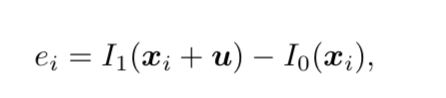 e_i = I_1(x_i + u) − I_0(x_i),